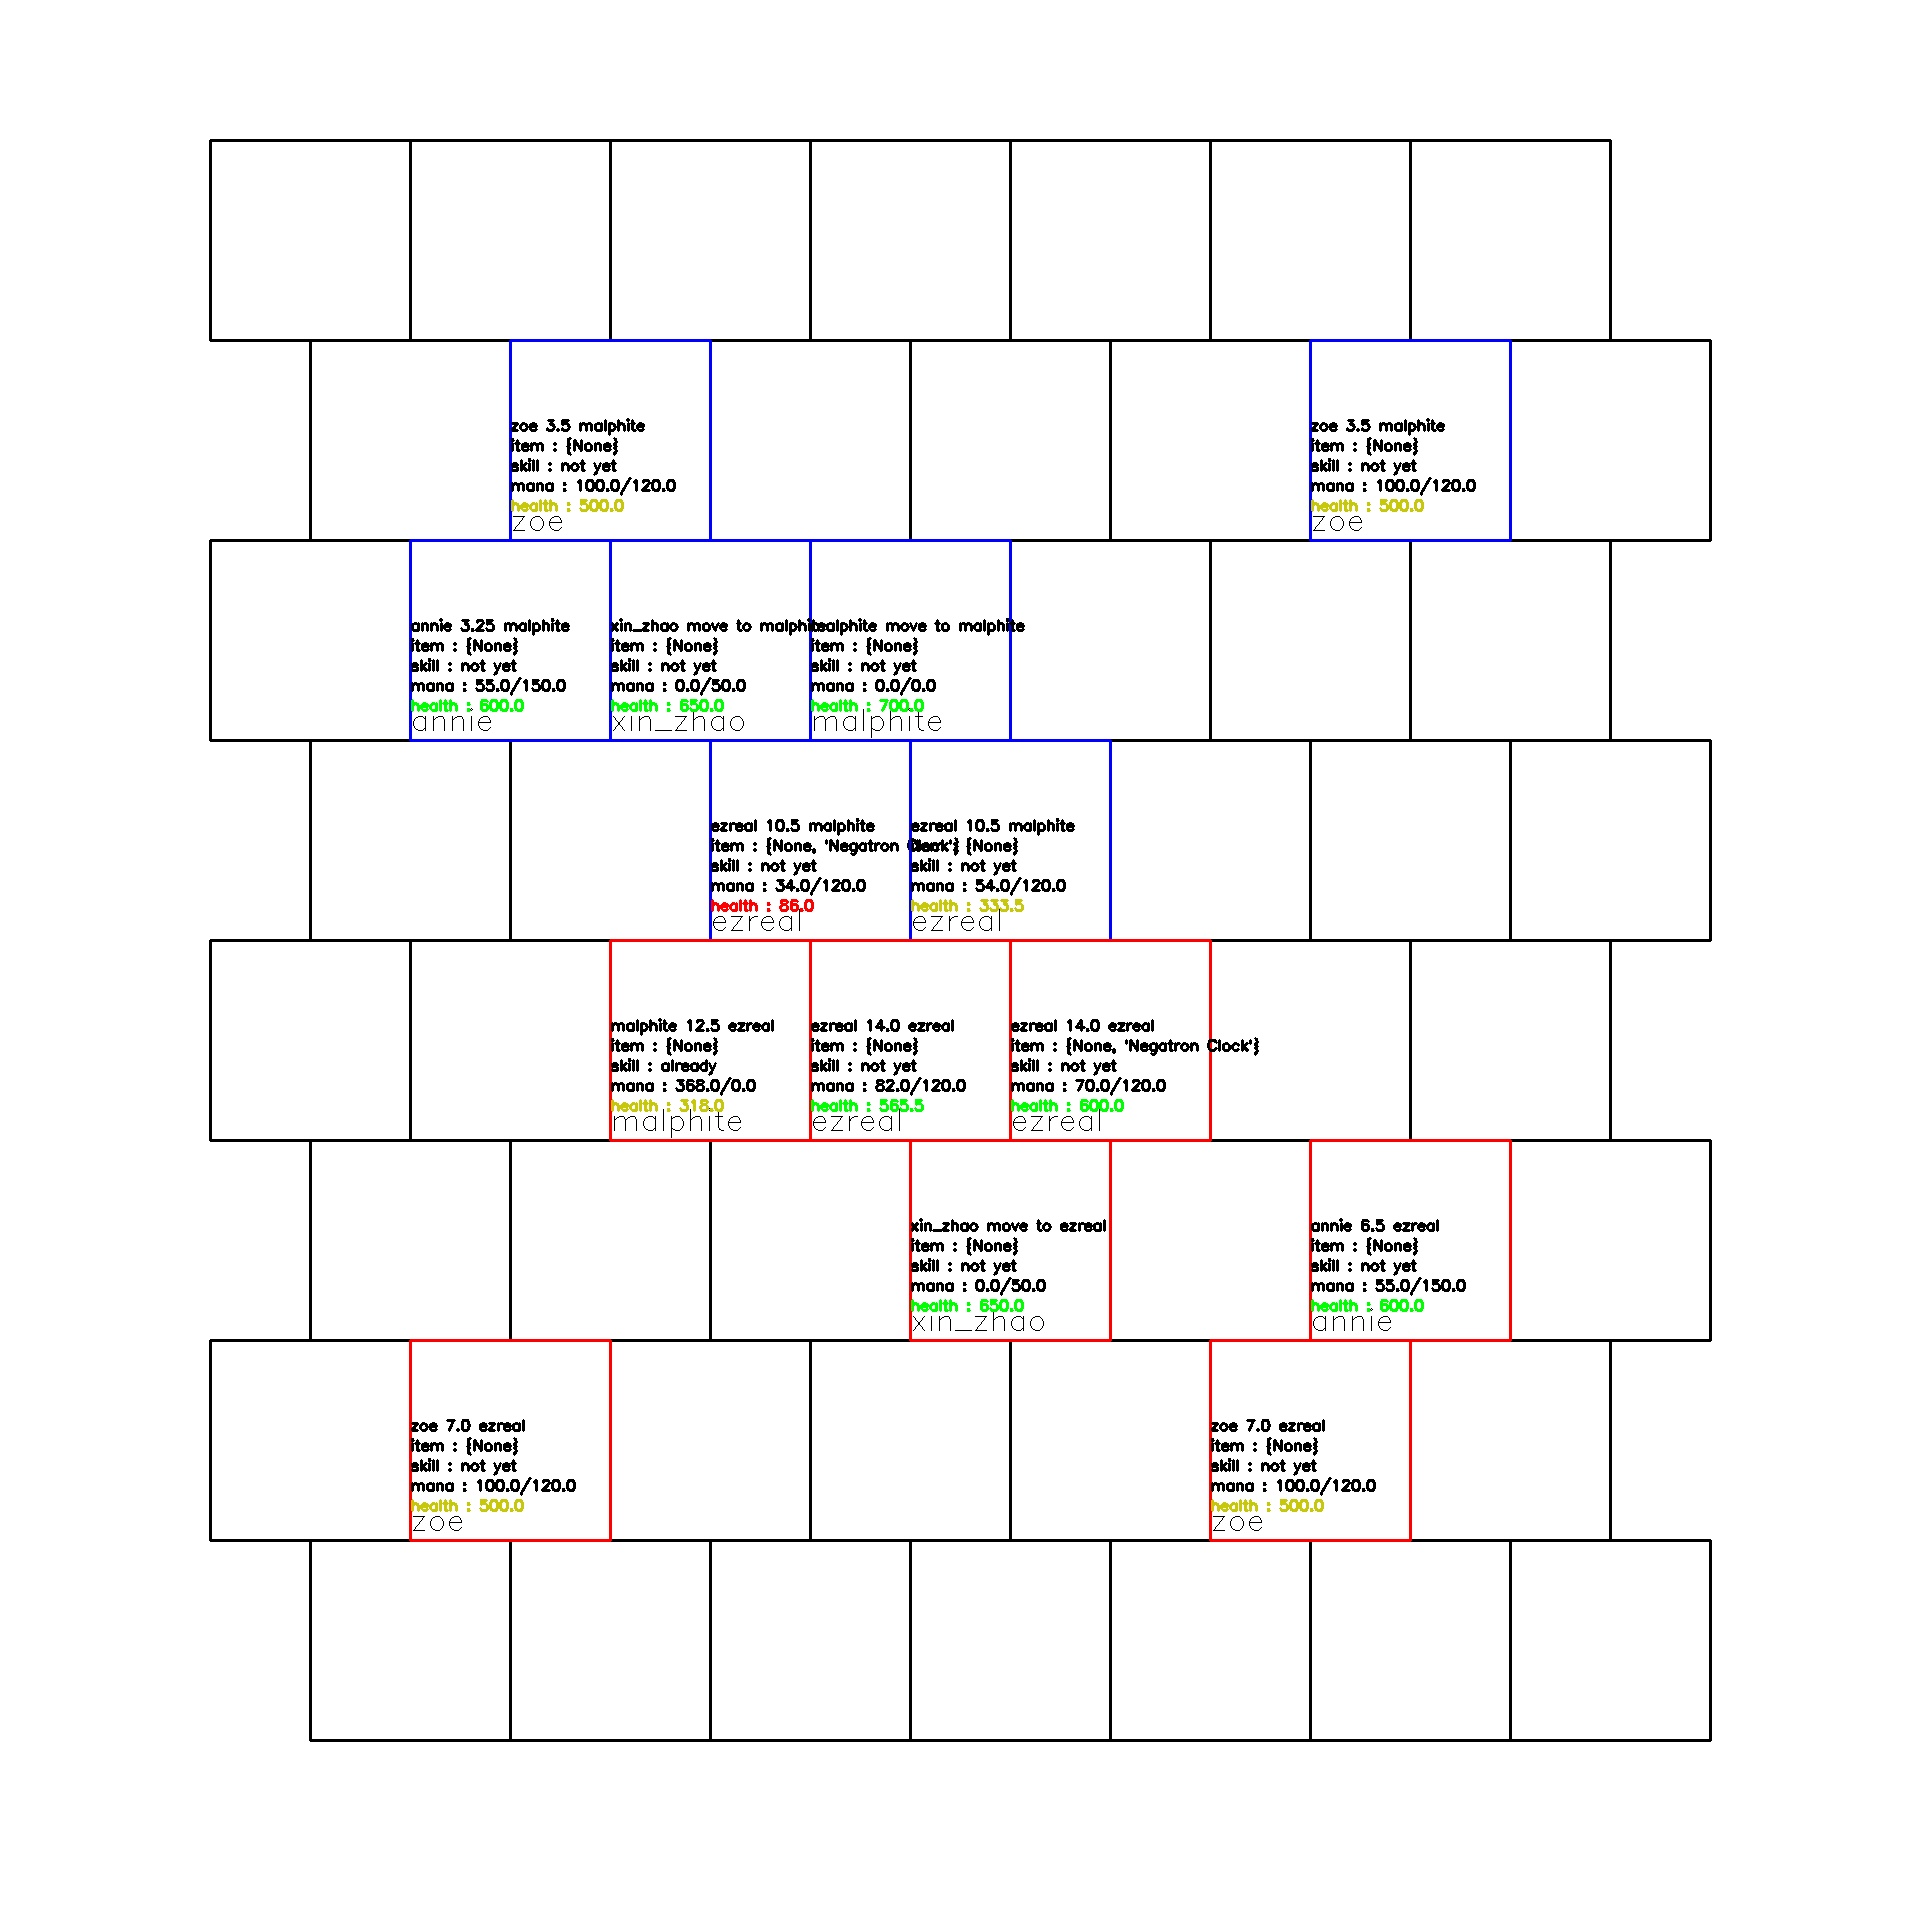 zoe 3.5 malphite
item : {None}
skill : not yet
mana : 100.0/120.0
health : 500.0
zoe
zoe 3.5 malphite
item : {None}
skill : not yet
mana : 100.0/120.0
health : 500.0
zoe
annie 3.25 malphite
item : {None}
skill : not yet
mana : 55.0/150.0
health : 600.0
annie
xin_zhao move to malphite
item : {None}
skill : not yet
mana : 0.0/50.0
health : 650.0
xin_zhao
malphite move to malphite
item : {None}
skill : not yet
mana : 0.0/0.0
health : 700.0
malphite
ezreal 10.5 malphite
item : {None, 'Negatron Clock'}
skill : not yet
mana : 34.0/120.0
health : 86.0
ezreal
ezreal 10.5 malphite
item : {None}
skill : not yet
mana : 54.0/120.0
health : 333.5
ezreal
malphite 12.5 ezreal
item : {None}
skill : already
mana : 368.0/0.0
health : 318.0
malphite
ezreal 14.0 ezreal
item : {None}
skill : not yet
mana : 82.0/120.0
health : 565.5
ezreal
ezreal 14.0 ezreal
item : {None, 'Negatron Clock'}
skill : not yet
mana : 70.0/120.0
health : 600.0
ezreal
xin_zhao move to ezreal
item : {None}
skill : not yet
mana : 0.0/50.0
health : 650.0
xin_zhao
annie 6.5 ezreal
item : {None}
skill : not yet
mana : 55.0/150.0
health : 600.0
annie
zoe 7.0 ezreal
item : {None}
skill : not yet
mana : 100.0/120.0
health : 500.0
zoe
zoe 7.0 ezreal
item : {None}
skill : not yet
mana : 100.0/120.0
health : 500.0
zoe